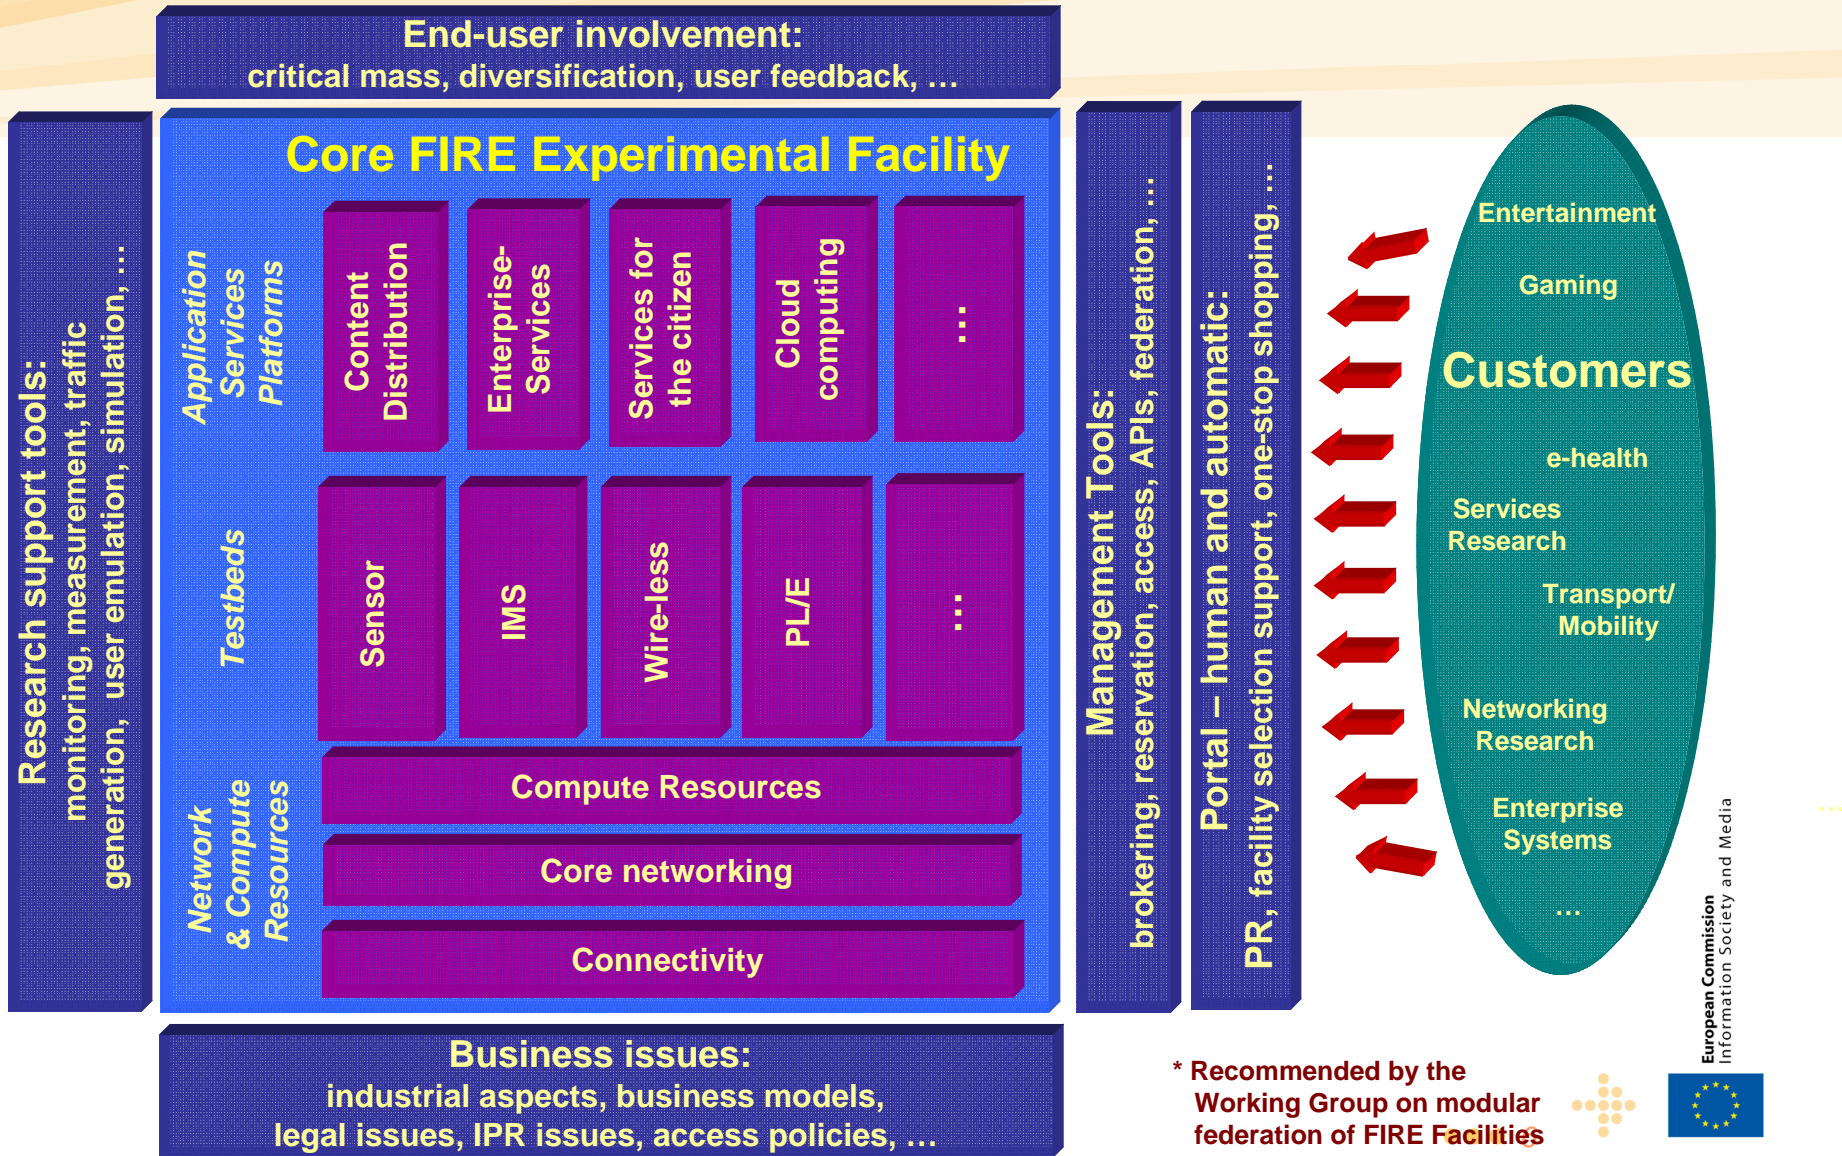 End-user involvement:
critical mass, diversification, user feedback, …
Research support tools:
monitoring, measurement, traffic
generation, user emulation, simulation, …
Core FIRE Experimental Facility
Application
Services
Platforms
Content
Distribution
Enterprise-
Services
Services for
the citizen
Cloud
computing
…
Testbeds
Sensor
IMS
Wire-less
PL/E
…
Network
& Compute
Resources
Compute Resources
Core networking
Connectivity
Management Tools:
brokering, reservation, access, APIs, federation, …
Portal – human and automatic:
PR, facility selection support, one-stop shopping, …
Entertainment
Gaming
Customers
e-health
Services
Research
Transport/
Mobility
Networking
Research
Enterprise
Systems
…
…
Business issues:
industrial aspects, business models,
legal issues, IPR issues, access policies, …
* Recommended by the
Working Group on modular
federation of FIRE Facilities
European Commission
Information Society and Media